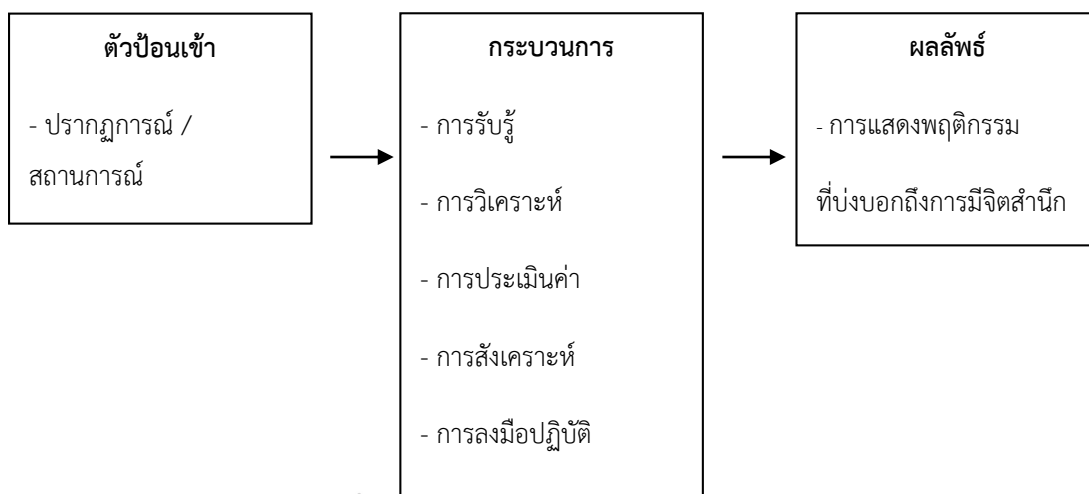 ตัวป้อนเข้า
- ปรากฏการณ์ /
สถานการณ์
กระบวนการ
- การรับรู้
- การวิเคราะห์
- การประเมินค่า
- การสังเคราะห์
- การลงมือปฏิบัติ
ผลลัพธ์
- การแสดงพฤติกรรม
ที่บ่งบอกถึงการมีจิตสำนึก